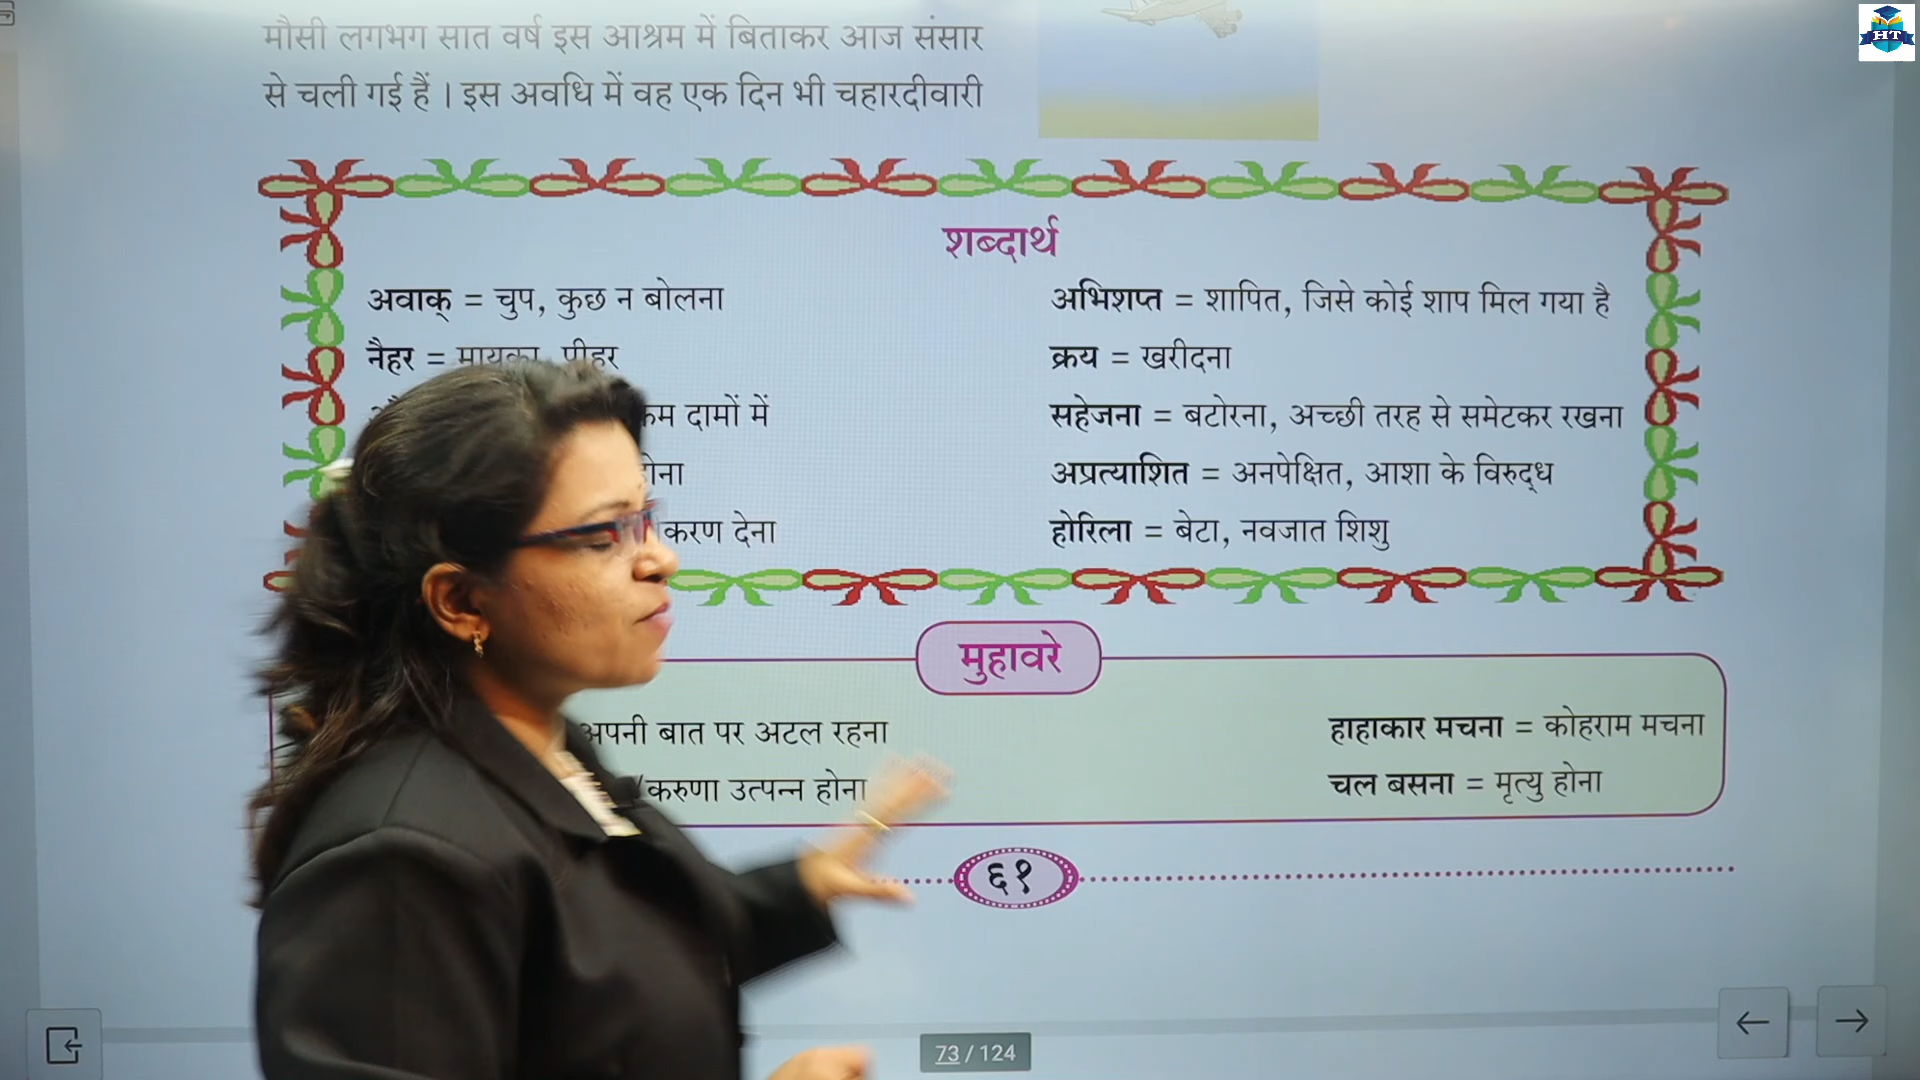 HT
मौसी लगभग सात वर्ष इस आश्रम में बिताकर आज संसार
से चली गई हैं । इस अवधि में वह एक दिन भी चहारदीवारी
शब्दार्थ
अवाक् = चुप, कुछ न बोलना
नैहर = मायका, पीहर
कम दामों में
होना
करण देना
अभिशप्त = शापित, जिसे कोई शाप मिल गया है
क्रय = खरीदना
सहेजना = बटोरना, अच्छी तरह से समेटकर रखना
अप्रत्याशित = अनपेक्षित, आशा के विरुद्ध
होरिला = बेटा, नवजात शिशु
मुहावरे
अपनी बात पर अटल रहना
/करुणा उत्पन्न होना
हाहाकार मचना = कोहराम मचना
चल बसना = मृत्यु होना
६१
73 / 124